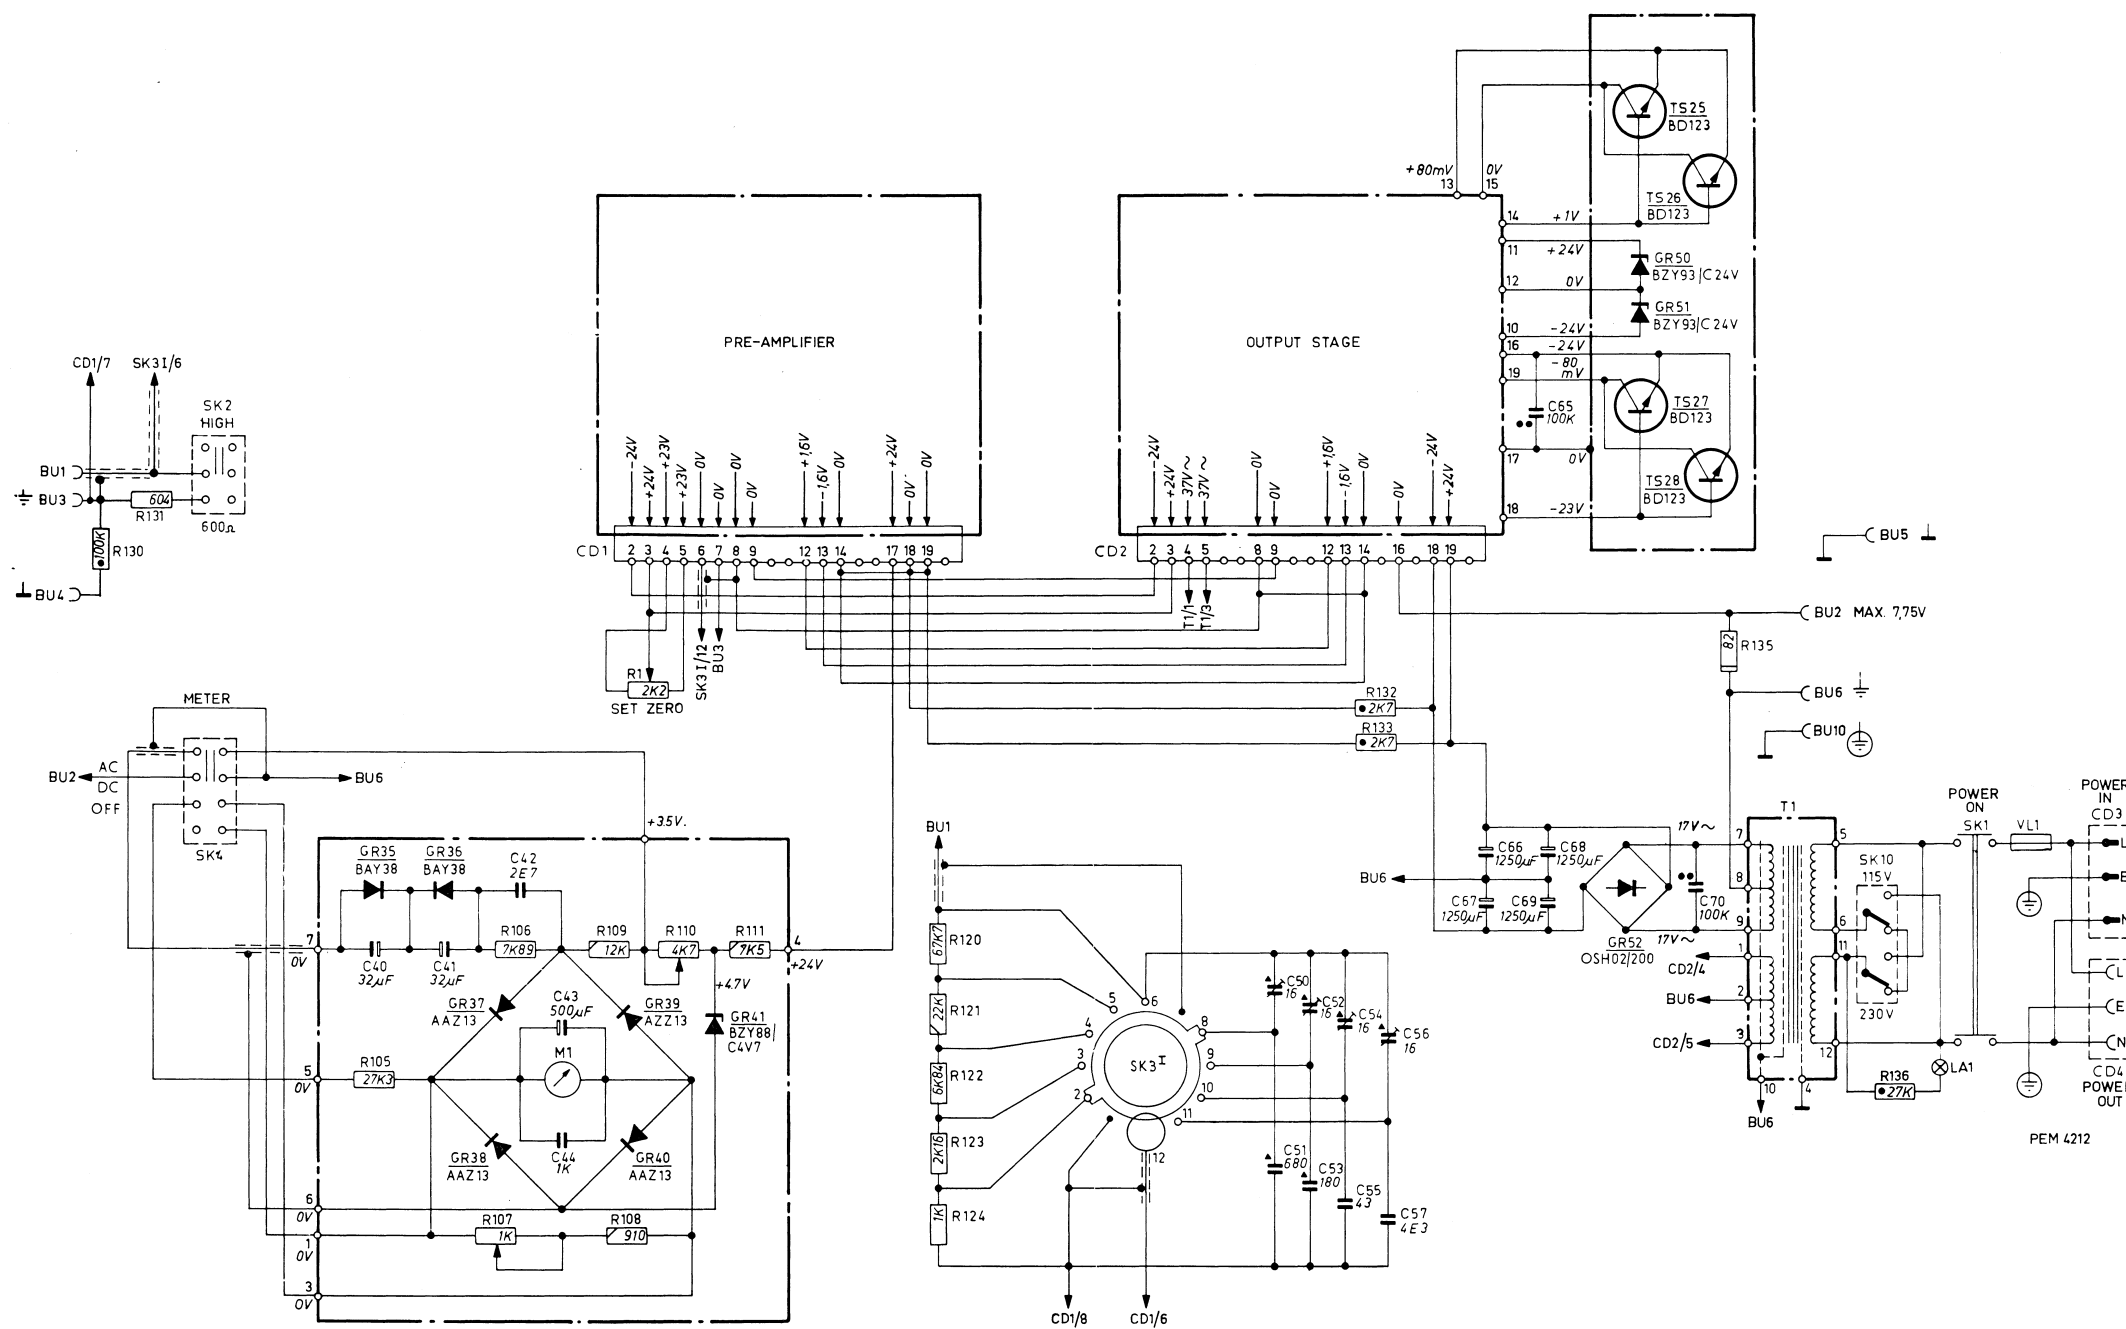 TS25
BD123
TS26
BD123
+80mV
13
0V
15
14
+1V
11
+24V
GR50
BZY93/C24V
12
0V
GR51
BZY93/C24V
10
-24V
16
-24V
19
-80
mV
C65
100K
TS27
BD123
17
0V
TS28
BD123
18
-23V
PRE-AMPLIFIER
OUTPUT STAGE
CD1/7
SK3I/6
SK2
HIGH
BU1
BU3
604
R131
600Ω
100K
R130
BU4
-24V
+24V
+23V
+23V
0V
0V
0V
0V
+1,6V
-1,6V
0V
+24V
0V
0V
CD1
2 3 4 5 6 7 8 9 12 13 14 17 18 19
-24V
+24V
37V~
37V~
0V
0V
+1,6V
-1,6V
0V
0V
-24V
+24V
CD2
2 3 4 5 8 9 12 13 14 16 18 19
BU5
T1/1
T1/3
BU2 MAX. 7,75V
82
R135
SK3I/12
BU3
R1
2K2
SET ZERO
R132
2K7
R133
2K7
BU6
BU10
METER
BU2
AC
DC
OFF
BU6
SK4
+3.5V.
GR35
BAY38
GR36
BAY38
C42
2E7
7
0V
C40
32µF
C41
32µF
R106
7K89
R109
12K
R110
4K7
R111
7K5
4
+24V
+4.7V
GR37
AAZ13
C43
500µF
GR39
AZZ13
GR41
BZY88/
C4V7
M1
R105
27K3
5
0V
GR38
AAZ13
C44
1K
GR40
AAZ13
6
0V
1
0V
R107
1K
R108
910
3
0V
BU1
67K7
R120
22K
R121
6K84
R122
2K16
R123
1K
R124
SK3I
2
3
4
5
6
8
9
10
11
12
C50
16
C52
16
C54
16
C56
16
C51
680
C53
180
C55
43
C57
4E3
CD1/8
CD1/6
BU6
C66
1250µF
C68
1250µF
C67
1250µF
C69
1250µF
17V~
17V~
GR52
OSH02/200
C70
100K
T1
7
8
9
1
2
3
5
6
11
12
10
4
CD2/4
BU6
CD2/5
BU6
SK10
115V
230V
POWER
ON
SK1
VL1
LA1
R136
27K
POWER
IN
CD3
L
E
N
L
E
N
CD4
POWER
OUT
PEM 4212